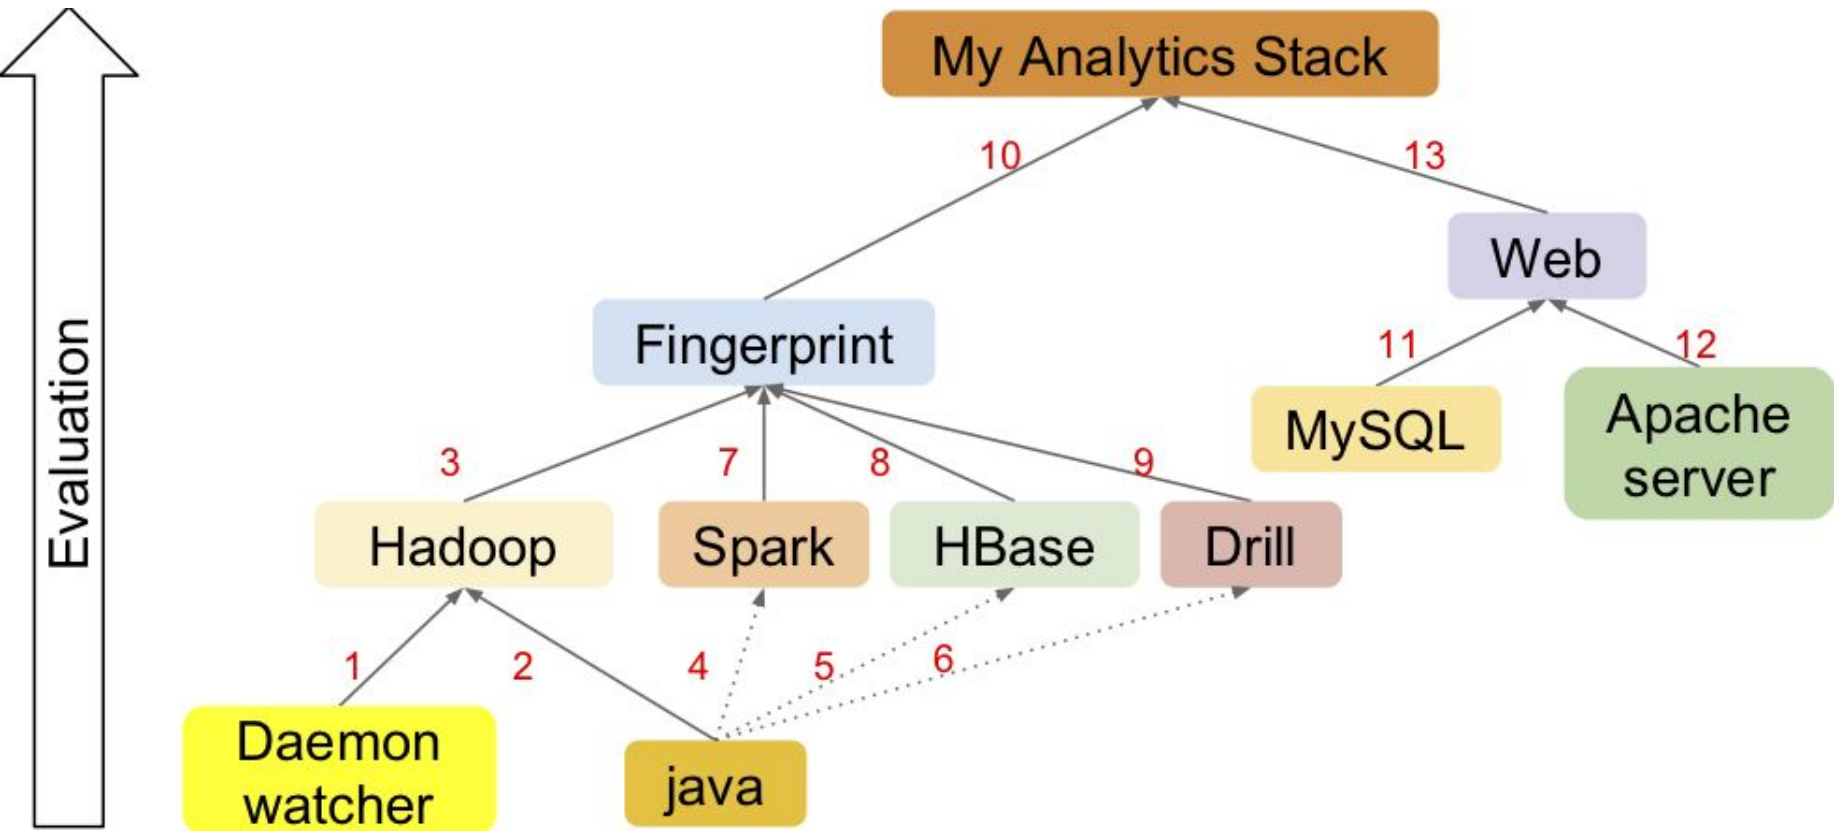 My Analytics Stack
10
13
Web
Fingerprint
11
12
MySQL
Apache
server
3
7
8
9
Hadoop
Spark
HBase
Drill
1
2
4
5
6
Daemon
watcher
java
Evaluation